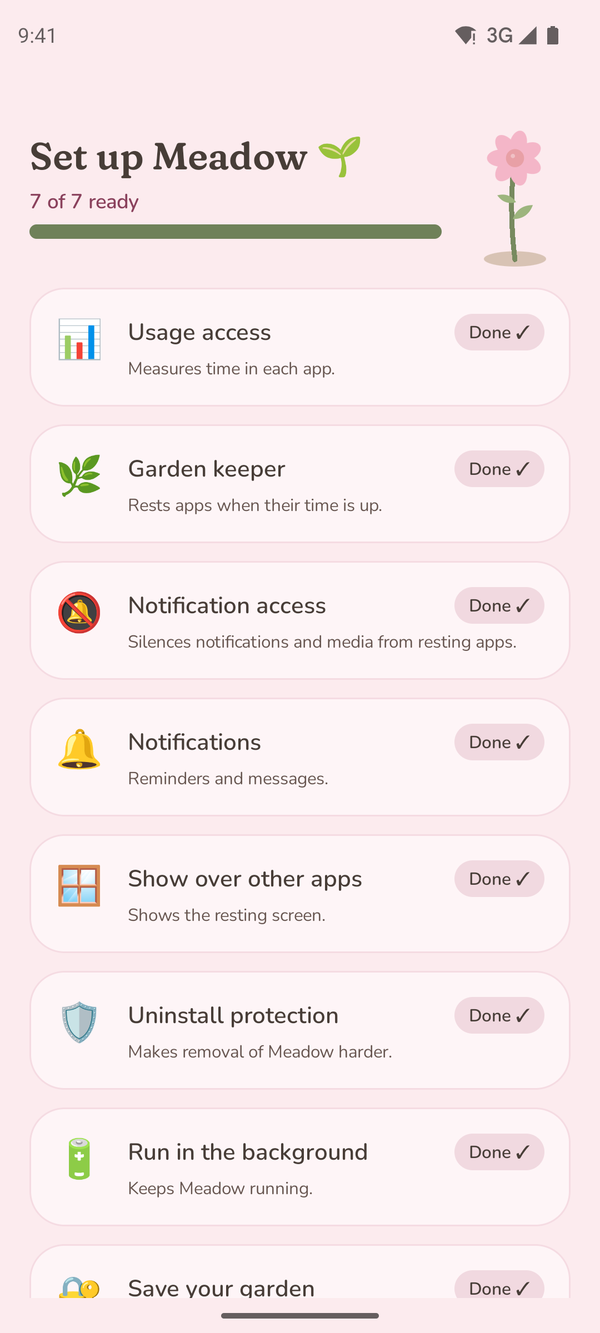 9:41
3G
Set up Meadow 🌱
7 of 7 ready
Usage access
Done ✓
Measures time in each app.
Garden keeper
Done ✓
Rests apps when their time is up.
Notification access
Done ✓
Silences notifications and media from resting apps.
Notifications
Done ✓
Reminders and messages.
Show over other apps
Done ✓
Shows the resting screen.
Uninstall protection
Done ✓
Makes removal of Meadow harder.
Run in the background
Done ✓
Keeps Meadow running.
Save your garden
Done ✓